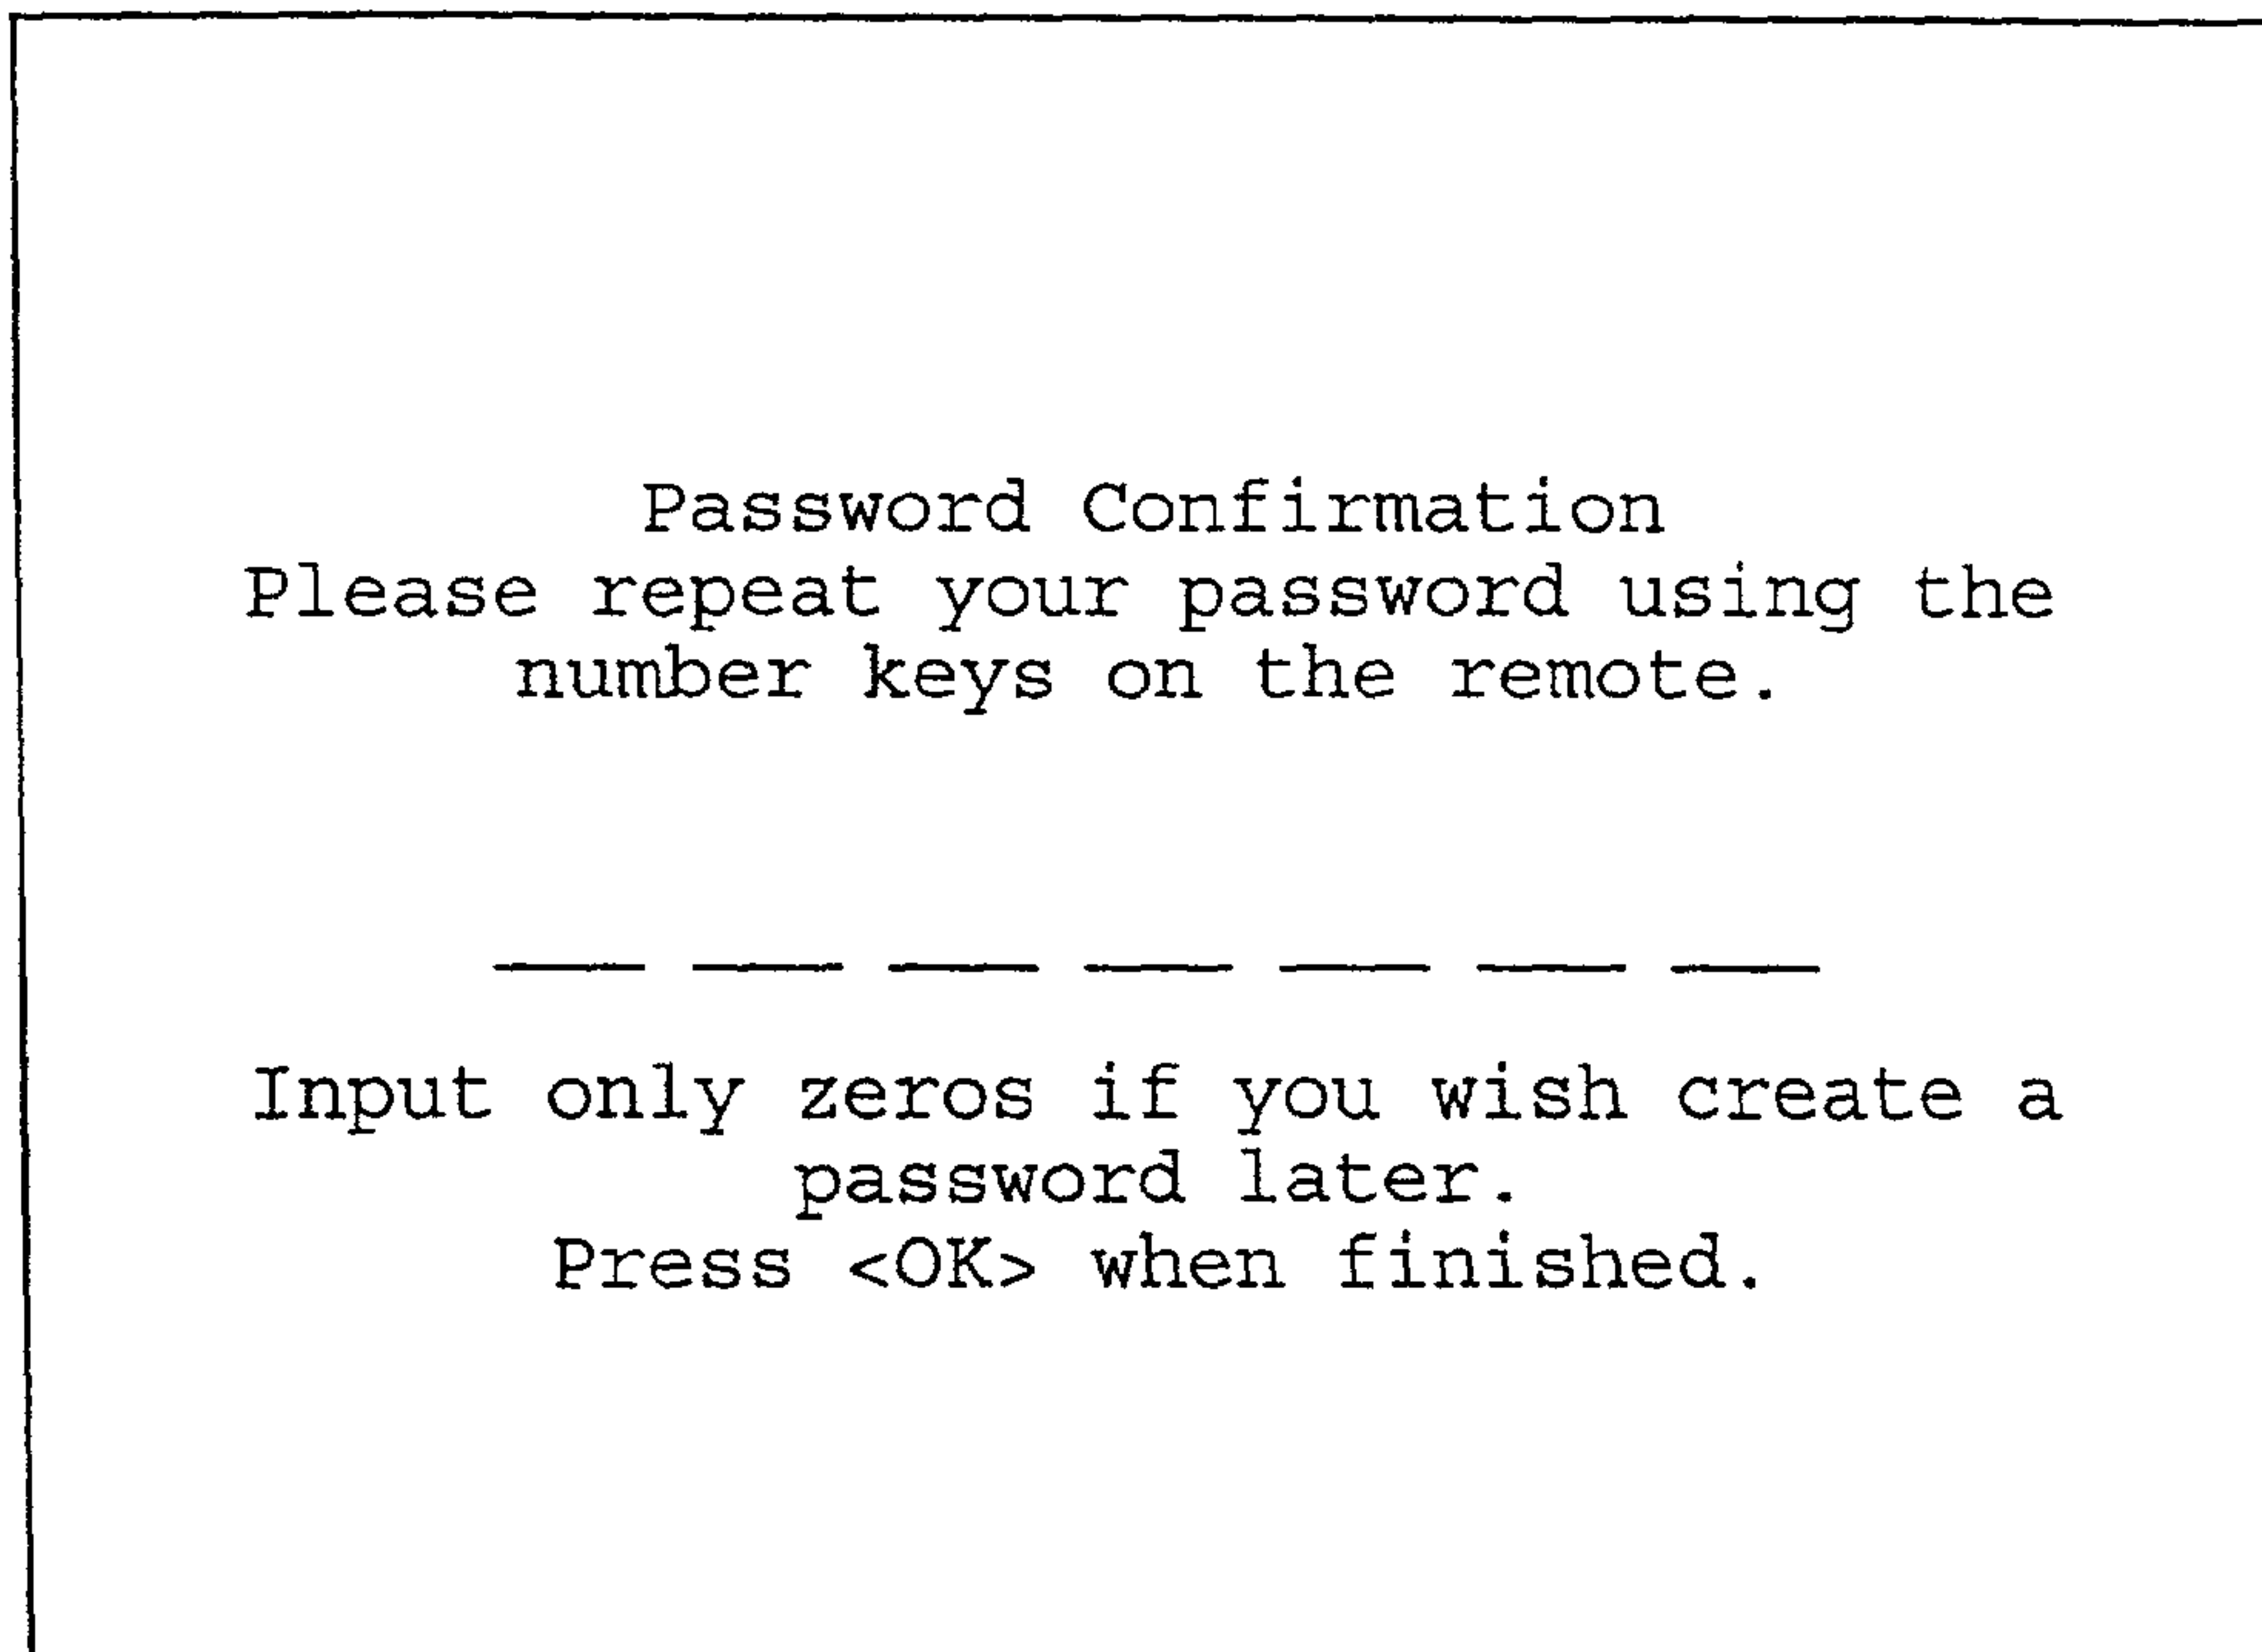 Password Confirmation
Please repeat your password using the
number keys on the remote.
_ _ _ _ _ _ _
Input only zeros if you wish create a
password later.
Press <OK> when finished.